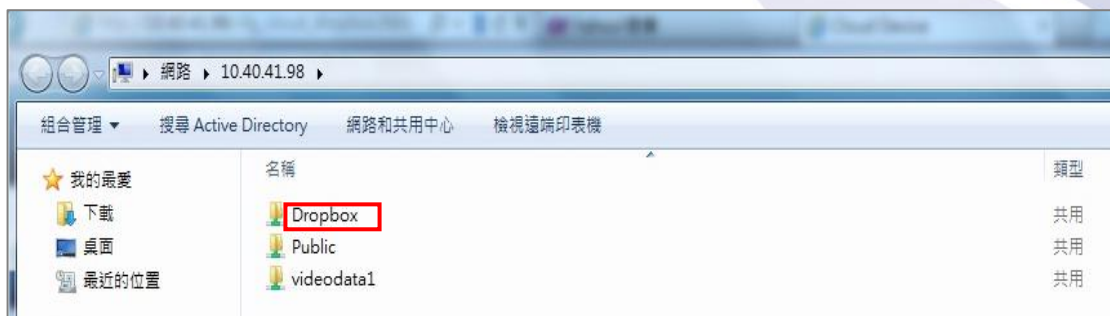 網路 ▸ 10.40.41.98 ▸
組合管理 ▼ 搜尋 Active Directory 網路和共用中心 檢視遠端印表機
我的最愛
下載
桌面
最近的位置
名稱 類型
Dropbox 共用
Public 共用
videodata1 共用